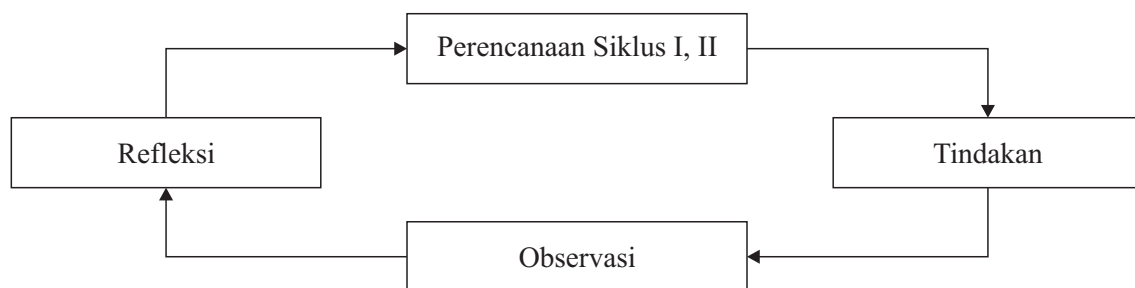 Perencanaan Siklus I, II
Refleksi
Tindakan
Observasi